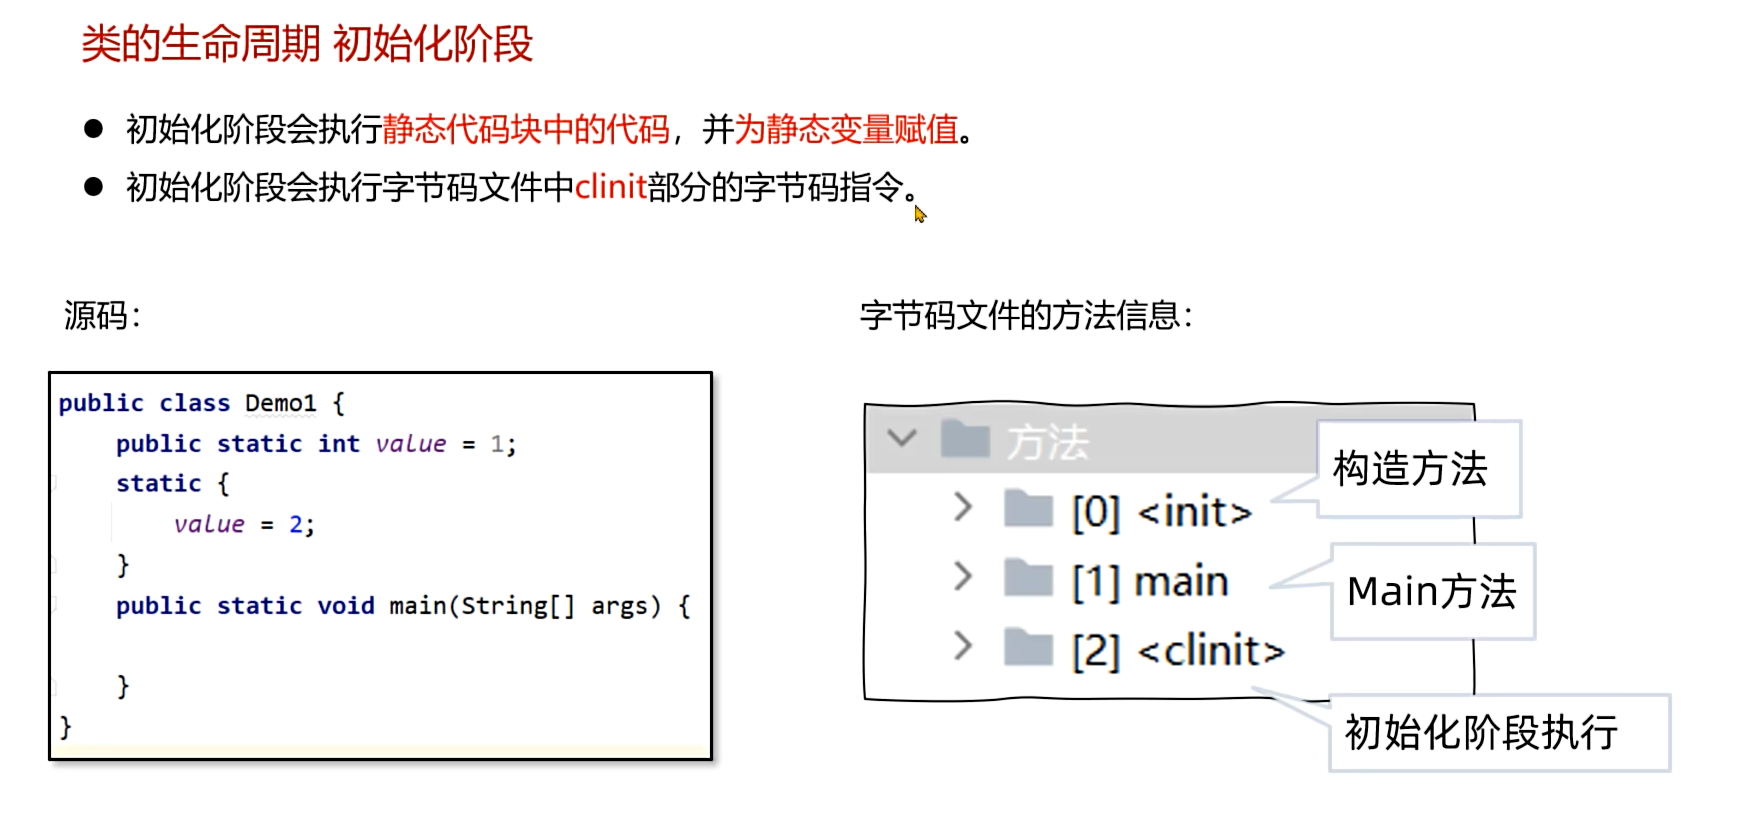 类的生命周期 初始化阶段
● 初始化阶段会执行静态代码块中的代码，并为静态变量赋值。
● 初始化阶段会执行字节码文件中clinit部分的字节码指令。
源码：
public class Demo1 {
    public static int value = 1;
    static {
        value = 2;
    }
    public static void main(String[] args) {
    }
}
字节码文件的方法信息：
方法
[0] <init>
构造方法
[1] main
Main方法
[2] <clinit>
初始化阶段执行